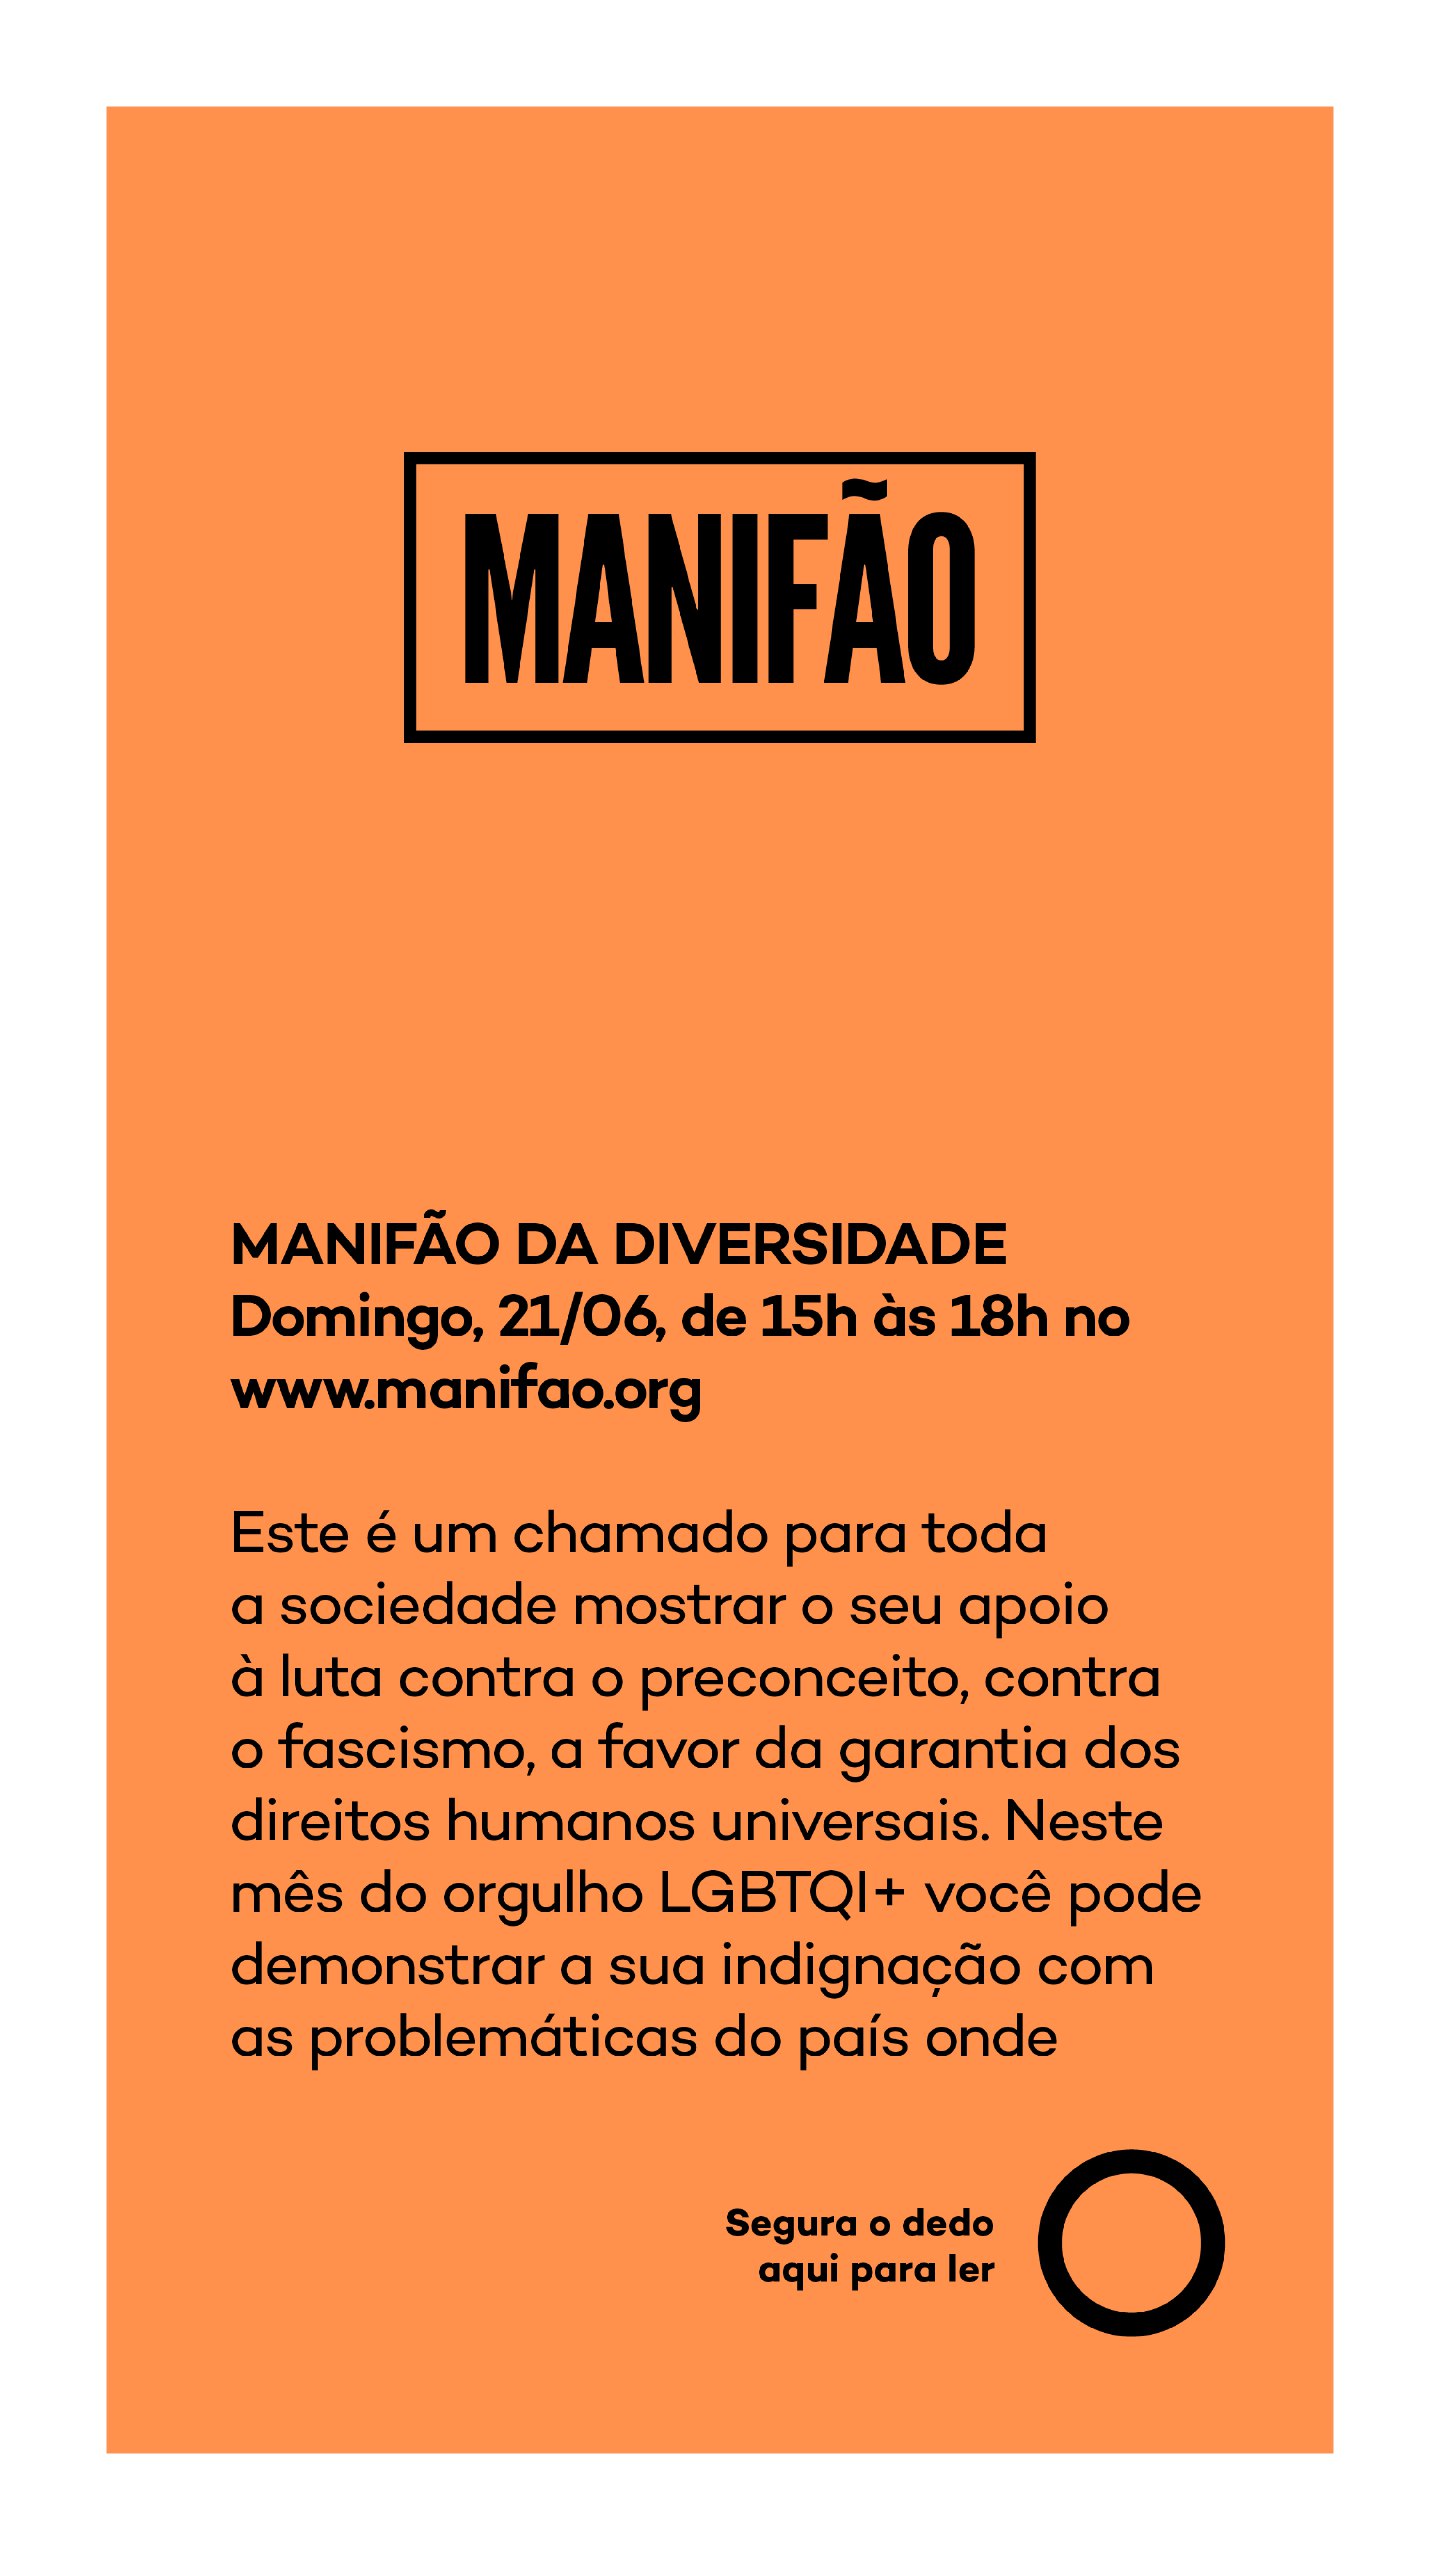 MANIFÃO
MANIFÃO DA DIVERSIDADE
Domingo, 21/06, de 15h às 18h no
www.manifao.org
Este é um chamado para toda
a sociedade mostrar o seu apoio
à luta contra o preconceito, contra
o fascismo, a favor da garantia dos
direitos humanos universais. Neste
mês do orgulho LGBTQI+ você pode
demonstrar a sua indignação com
as problemáticas do país onde
Segura o dedo
aqui para ler